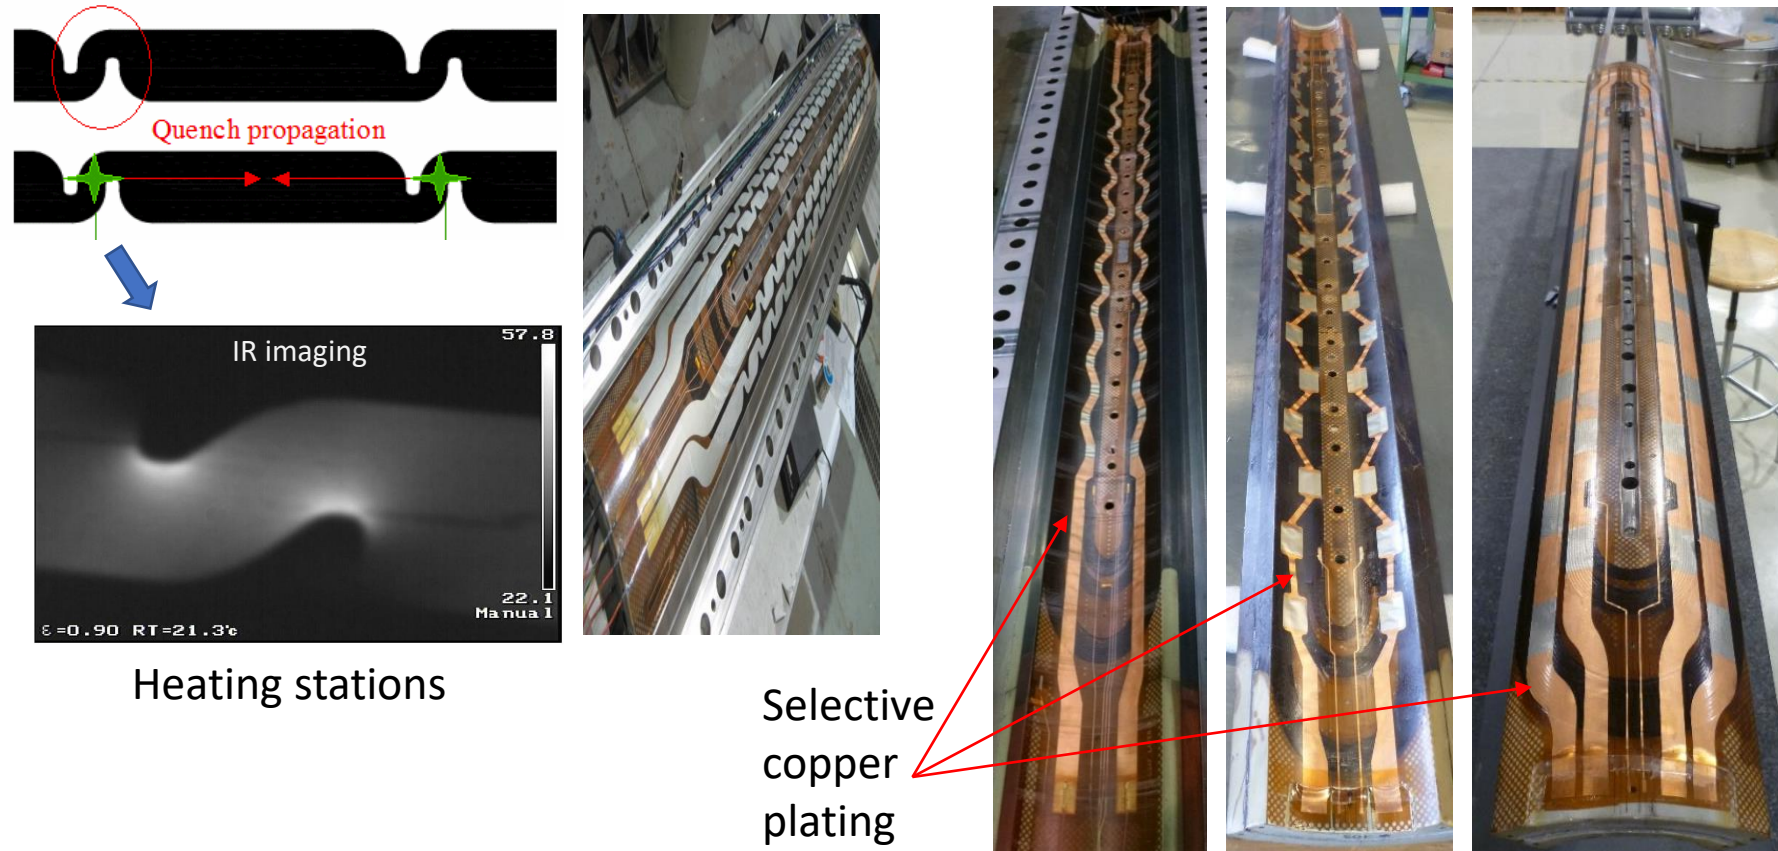 Quench propagation
57.8
IR imaging
22.1
Manual
ε=0.90 RT=21.3℃
Heating stations
Selective
copper
plating